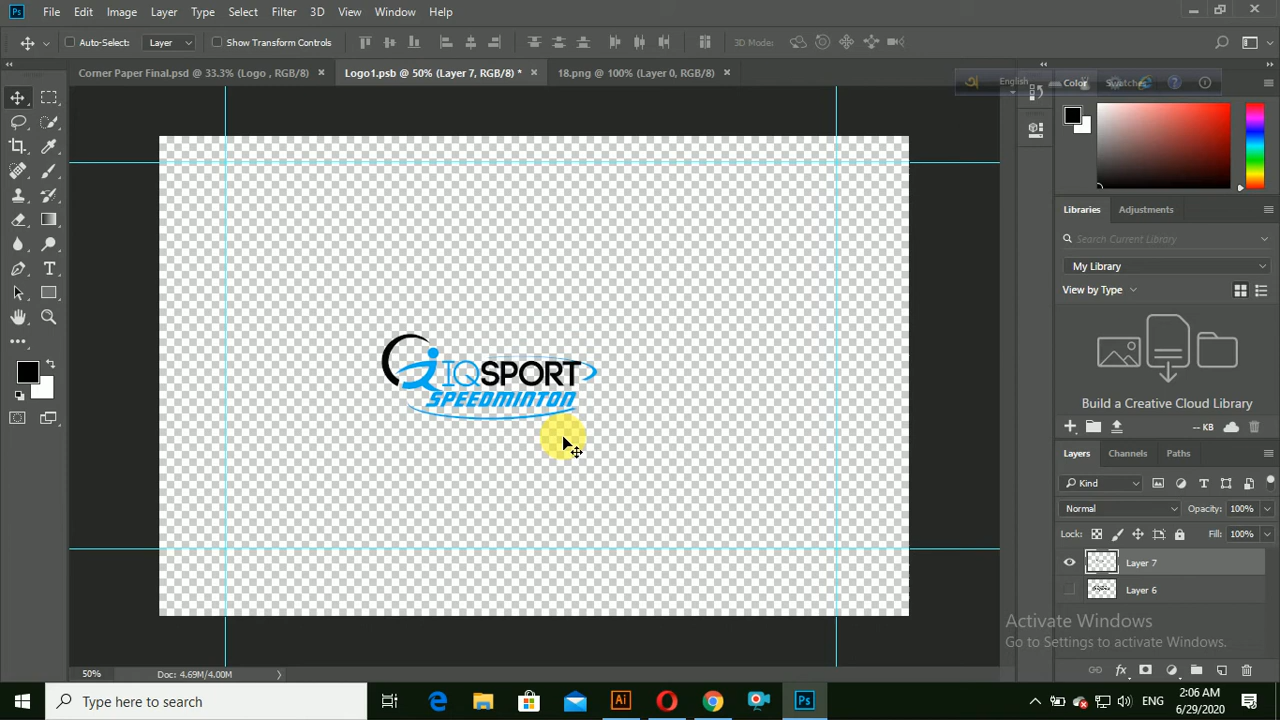 Ps File Edit Image Layer Type Select Filter 3D View Window Help
Auto-Select: Layer Show Transform Controls 3D Mode:
Corner Paper Final.psd @ 33.3% (Logo , RGB/8) × Logo1.psb @ 50% (Layer 7, RGB/8) * × 18.png @ 100% (Layer 0, RGB/8) ×
English
Color Swatches
Libraries Adjustments
Search Current Library
My Library
View by Type
Build a Creative Cloud Library
-- KB
IQSPORT
SPEEDMINTON
Layers Channels Paths
Kind
Normal Opacity: 100%
Lock: Fill: 100%
Layer 7
Layer 6
Activate Windows
Go to Settings to activate Windows.
50% Doc: 4.69M/4.00M
Type here to search
Ai
Ps
ENG
2:06 AM
6/29/2020